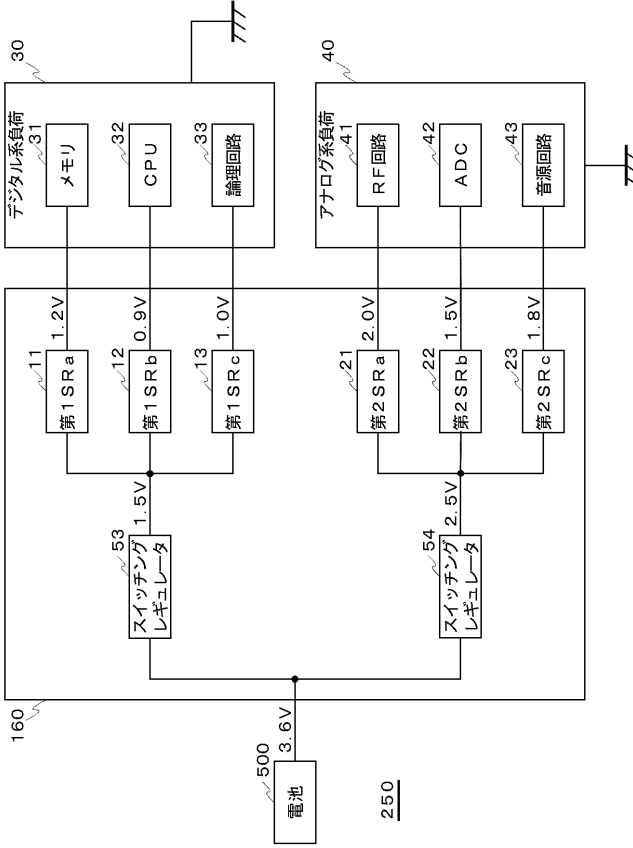 250
電池
500
3.6V
160
スイッチング
レギュレータ
53
1.5V
第1SRa
11
1.2V
第1SRb
12
0.9V
第1SRc
13
1.0V
デジタル系負荷
30
メモリ
31
CPU
32
論理回路
33
スイッチング
レギュレータ
54
2.5V
第2SRa
21
2.0V
第2SRb
22
1.5V
第2SRc
23
1.8V
アナログ系負荷
40
RF回路
41
ADC
42
音源回路
43